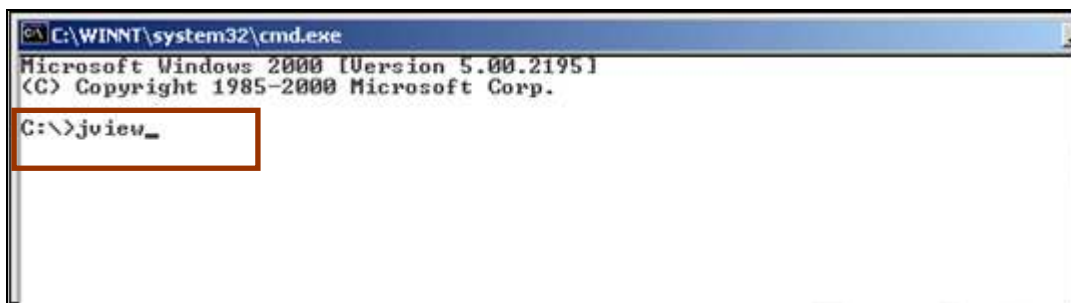 C:\WINNT\system32\cmd.exe
Microsoft Windows 2000 [Version 5.00.2195]
(C) Copyright 1985-2000 Microsoft Corp.
C:\>jview_